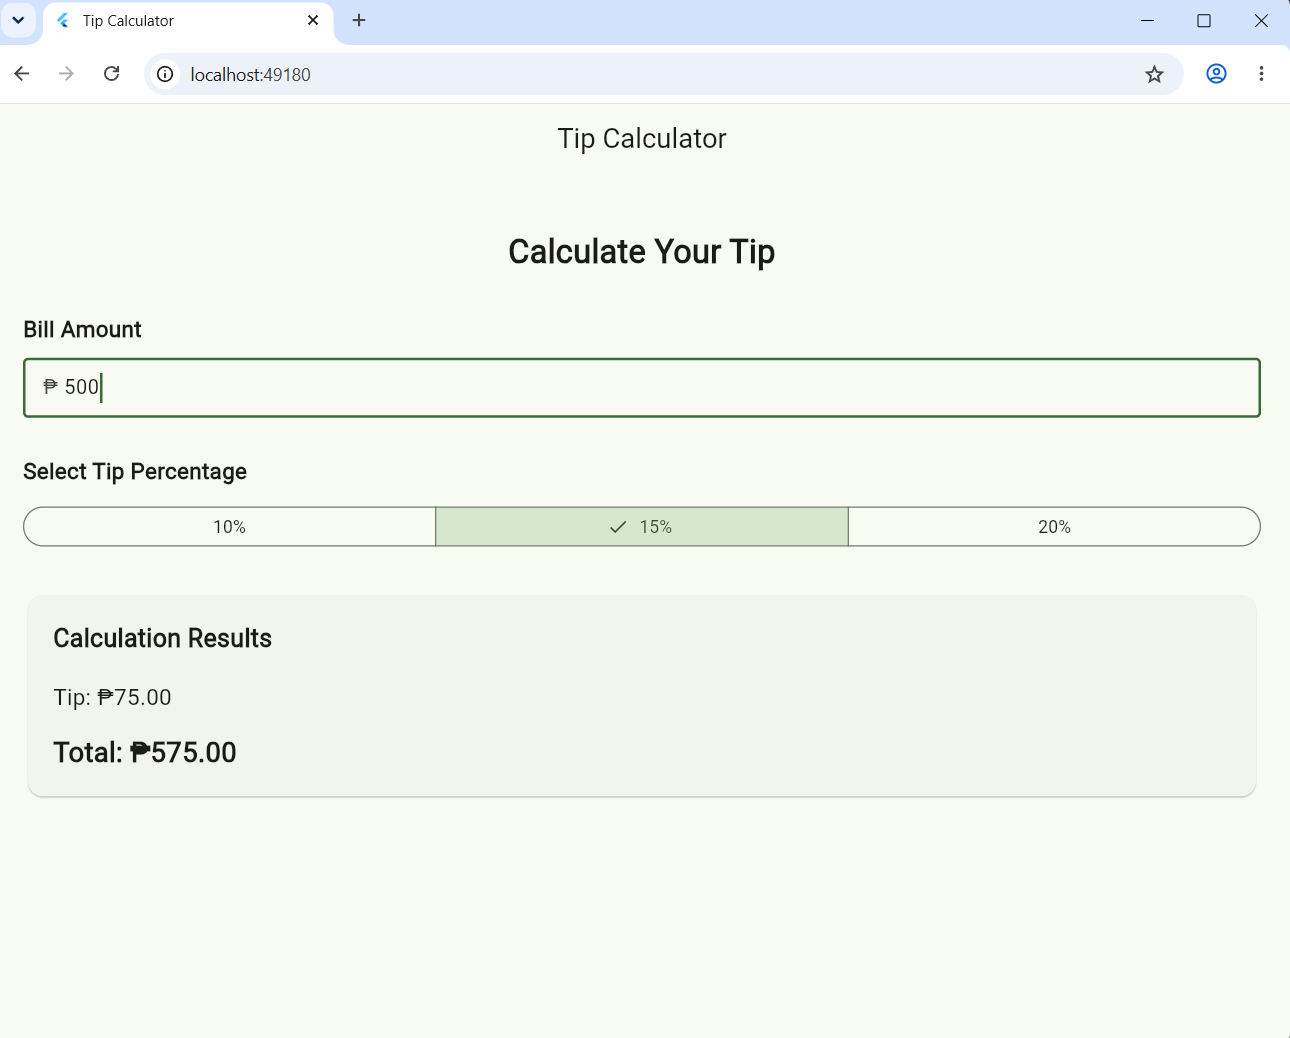 Tip Calculator
localhost:49180
Tip Calculator
Calculate Your Tip
Bill Amount
₱ 500
Select Tip Percentage
10% 15% 20%
Calculation Results
Tip: ₱75.00
Total: ₱575.00